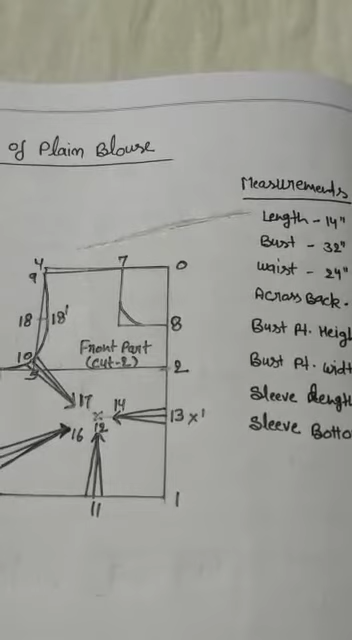 of Plain Blouse
Measurements
Length - 14"
Bust - 32"
Waist - 24"
Across Back -
Bust Pt. Heigh
Bust Pt. Widt
Sleeve Length
Sleeve Botto
4 7 0
9
18 18' 8
Front Part
(Cut-2)
10 2
3
17 14 13 x'
x
16 12
11 1